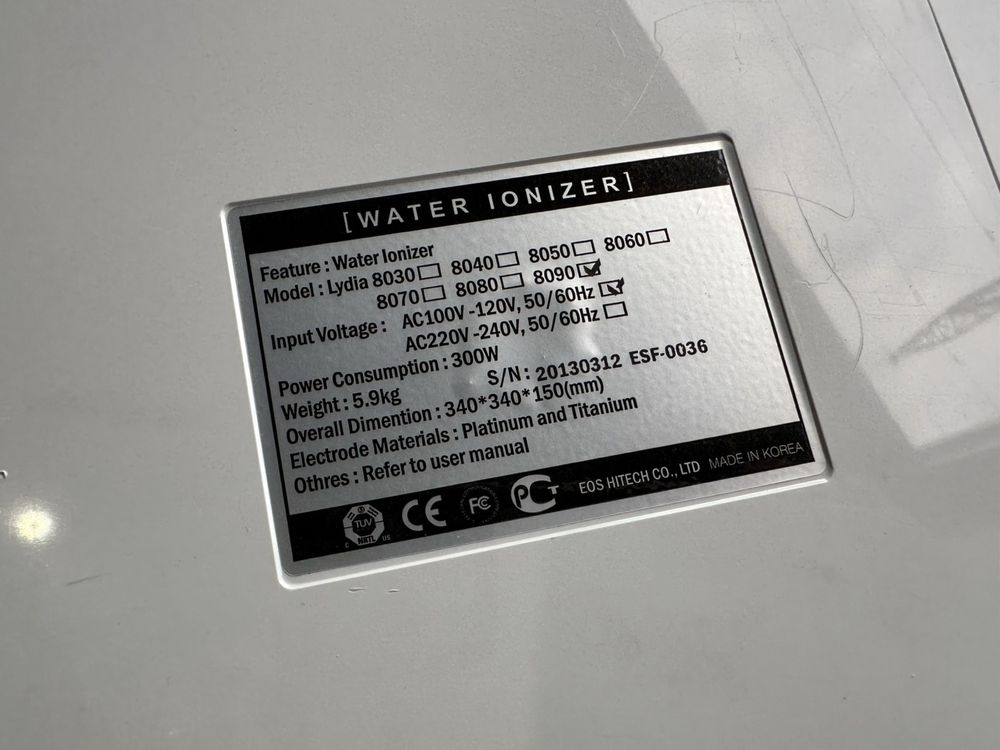 [WATER IONIZER]
Feature : Water Ionizer
Model : Lydia 8030☐ 8040☐ 8050☐ 8060☐
8070☐ 8080☐ 8090☑
Input Voltage : AC100V -120V, 50/60Hz ☑
AC220V -240V, 50/60Hz ☐
Power Consumption : 300W
Weight : 5.9kg S/N : 20130312 ESF-0036
Overall Dimention : 340*340*150(mm)
Electrode Materials : Platinum and Titanium
Othres : Refer to user manual
c TUV NRTL US CE FC PCT EOS HITECH CO., LTD MADE IN KOREA